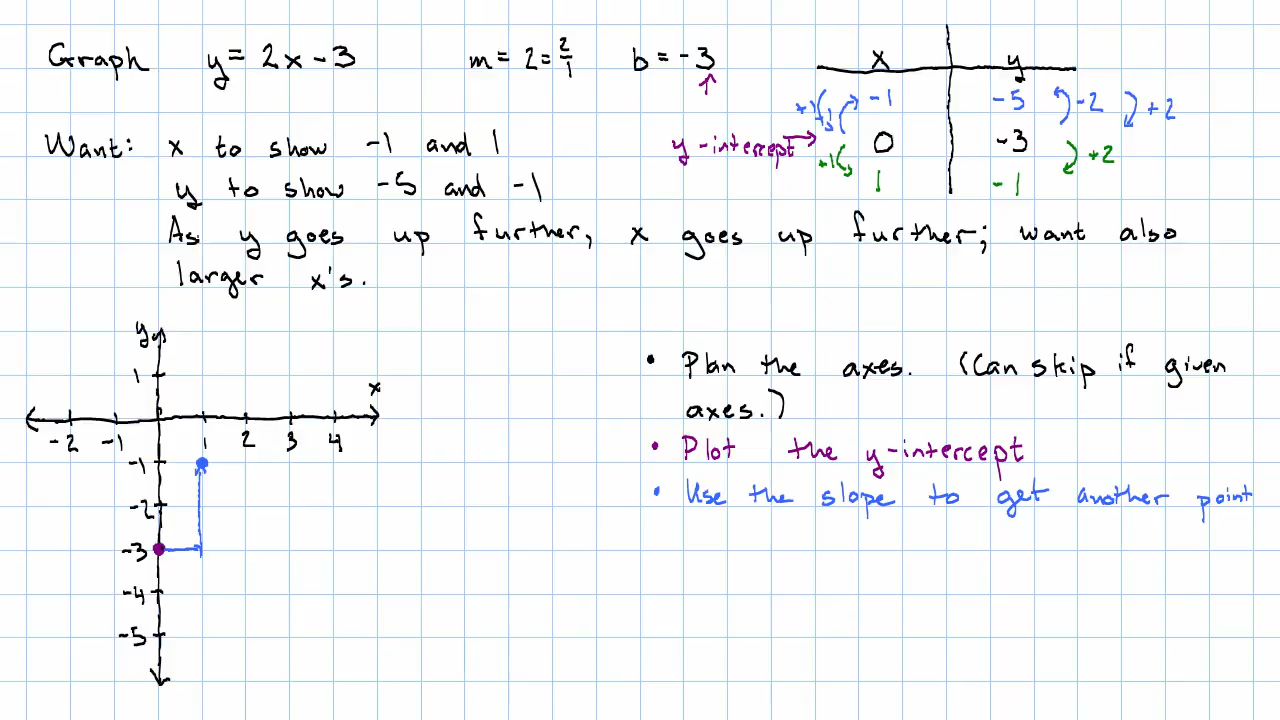 Graph y = 2x - 3 m = 2 = 2/1 b = -3
x y
+1 +1 -1 -5 -2 +2
y-intercept 0 -3
+1 1 -1 +2
Want: x to show -1 and 1
y to show -5 and -1
As y goes up further, x goes up further; want also
larger x's.
y
1
x
-2 -1 1 2 3 4
-1
-2
-3
-4
-5
• Plan the axes. (Can skip if given
axes.)
• Plot the y-intercept
• Use the slope to get another point